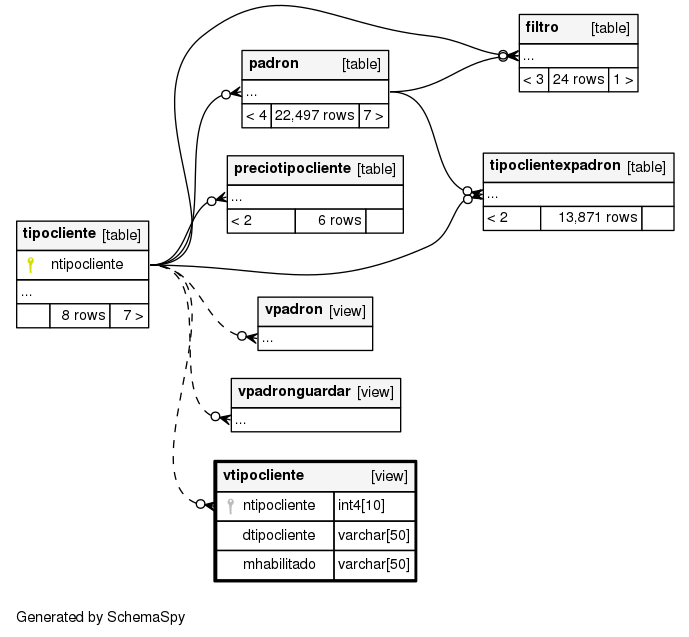 filtro [table]
...
< 3 24 rows 1 >
padron [table]
...
< 4 22,497 rows 7 >
preciotipocliente [table]
...
< 2 6 rows
tipoclientexpadron [table]
...
< 2 13,871 rows
tipocliente [table]
ntipocliente
...
8 rows 7 >
vpadron [view]
...
vpadronguardar [view]
...
vtipocliente [view]
ntipocliente int4[10]
dtipocliente varchar[50]
mhabilitado varchar[50]
Generated by SchemaSpy